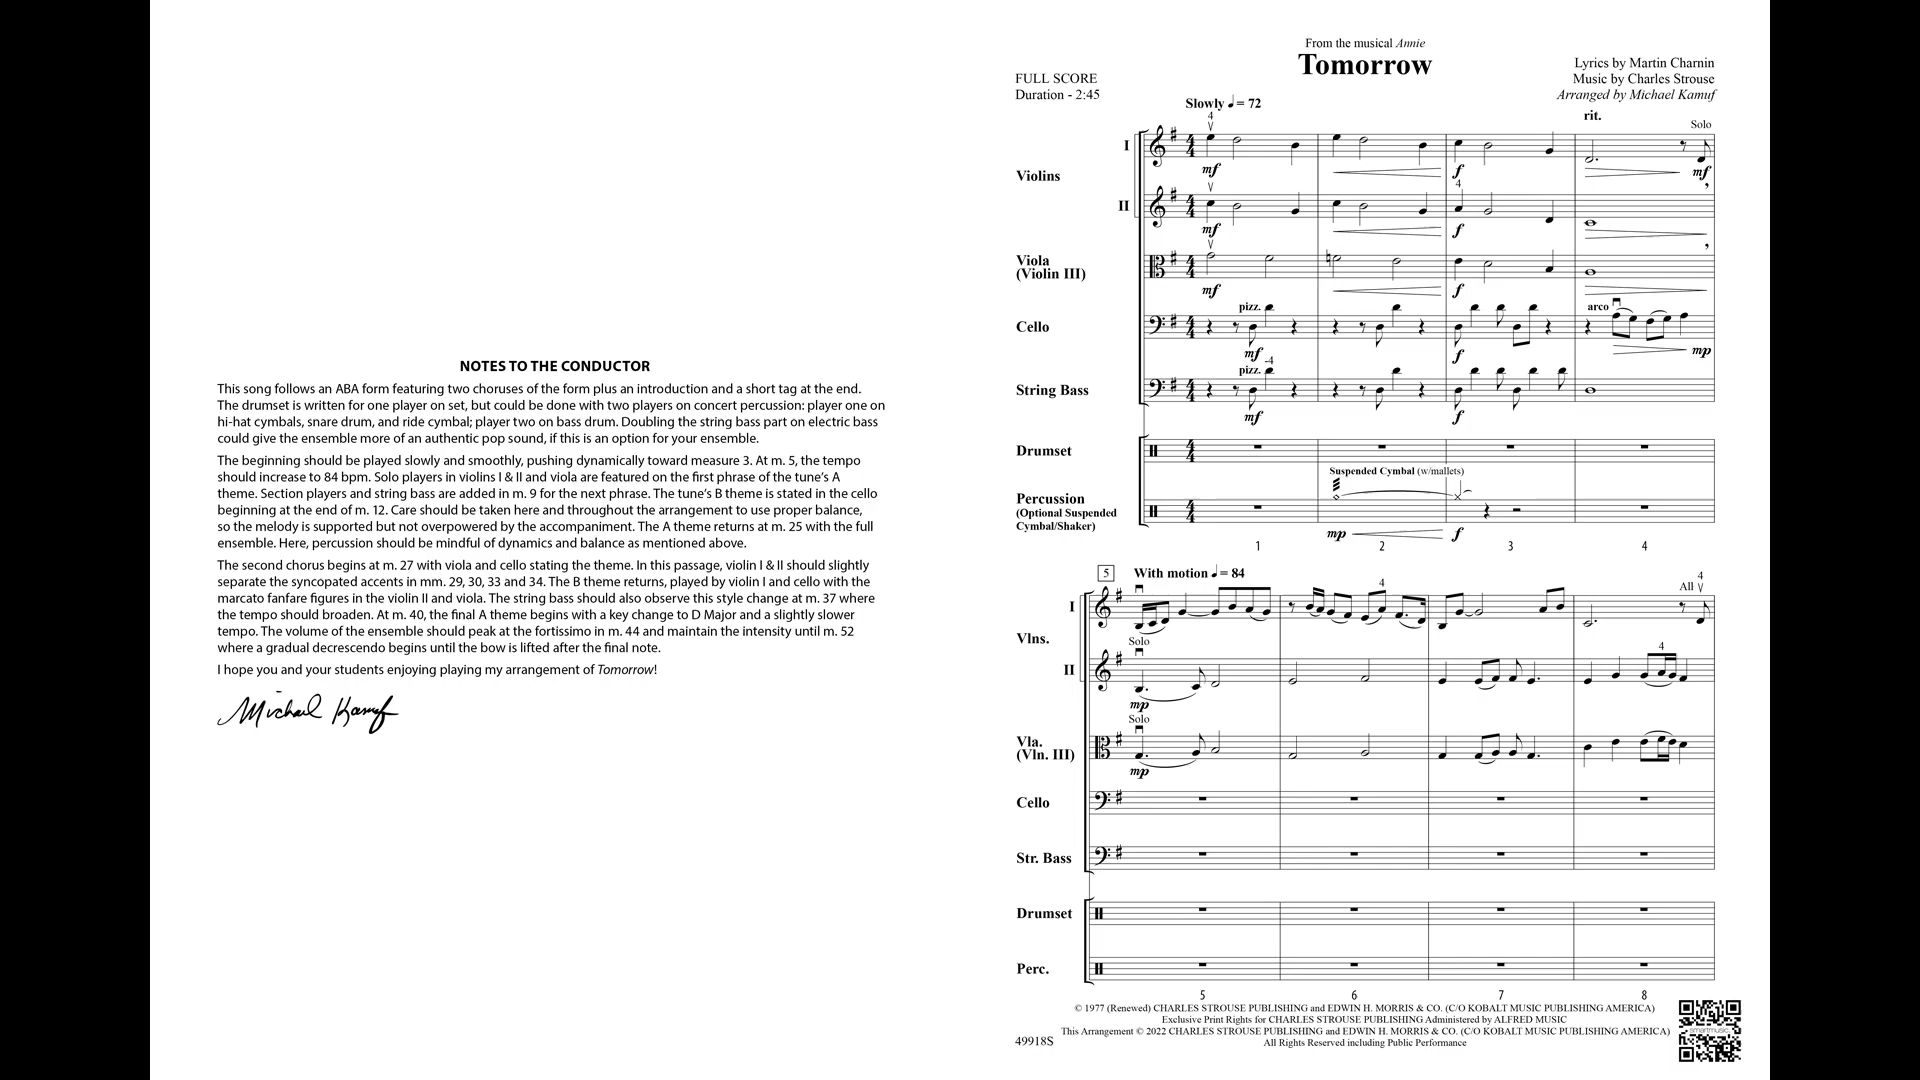 NOTES TO THE CONDUCTOR
This song follows an ABA form featuring two choruses of the form plus an introduction and a short tag at the end.
The drumset is written for one player on set, but could be done with two players on concert percussion: player one on
hi-hat cymbals, snare drum, and ride cymbal; player two on bass drum. Doubling the string bass part on electric bass
could give the ensemble more of an authentic pop sound, if this is an option for your ensemble.
The beginning should be played slowly and smoothly, pushing dynamically toward measure 3. At m. 5, the tempo
should increase to 84 bpm. Solo players in violins I & II and viola are featured on the first phrase of the tune's A
theme. Section players and string bass are added in m. 9 for the next phrase. The tune's B theme is stated in the cello
beginning at the end of m. 12. Care should be taken here and throughout the arrangement to use proper balance,
so the melody is supported but not overpowered by the accompaniment. The A theme returns at m. 25 with the full
ensemble. Here, percussion should be mindful of dynamics and balance as mentioned above.
The second chorus begins at m. 27 with viola and cello stating the theme. In this passage, violin I & II should slightly
separate the syncopated accents in mm. 29, 30, 33 and 34. The B theme returns, played by violin I and cello with the
marcato fanfare figures in the violin II and viola. The string bass should also observe this style change at m. 37 where
the tempo should broaden. At m. 40, the final A theme begins with a key change to D Major and a slightly slower
tempo. The volume of the ensemble should peak at the fortissimo in m. 44 and maintain the intensity until m. 52
where a gradual decrescendo begins until the bow is lifted after the final note.
I hope you and your students enjoying playing my arrangement of Tomorrow!
Michael Kamuf
From the musical Annie
Tomorrow
FULL SCORE
Duration - 2:45
Lyrics by Martin Charnin
Music by Charles Strouse
Arranged by Michael Kamuf
Slowly ♩ = 72
rit.
4
Solo
Violins
I
mf f mf
4
II
mf f
Viola
(Violin III)
mf f
pizz. arco
Cello
mf f mp
pizz. -4
String Bass
mf f
Drumset
Suspended Cymbal (w/mallets)
Percussion
(Optional Suspended
Cymbal/Shaker)
mp f
1 2 3 4
5 With motion ♩ = 84
4 All 4
Vlns.
I
Solo
4
II
mp
Solo
Vla.
(Vln. III)
mp
Cello
Str. Bass
Drumset
Perc.
5 6 7 8
© 1977 (Renewed) CHARLES STROUSE PUBLISHING and EDWIN H. MORRIS & CO. (C/O KOBALT MUSIC PUBLISHING AMERICA)
Exclusive Print Rights for CHARLES STROUSE PUBLISHING Administered by ALFRED MUSIC
This Arrangement © 2022 CHARLES STROUSE PUBLISHING and EDWIN H. MORRIS & CO. (C/O KOBALT MUSIC PUBLISHING AMERICA)
All Rights Reserved including Public Performance
49918S
smartmusic